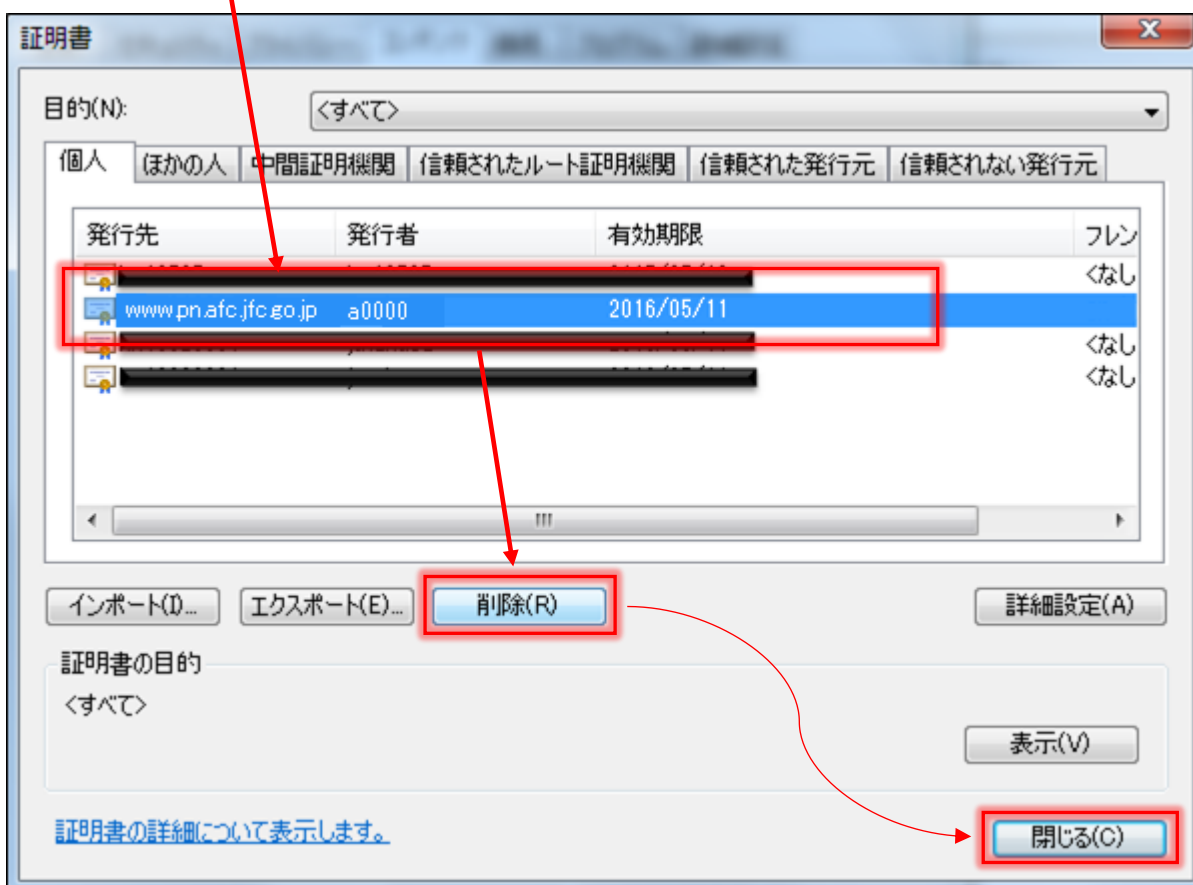 証明書
目的(N):
<すべて>
個人 ほかの人 中間証明機関 信頼されたルート証明機関 信頼された発行元 信頼されない発行元
発行先 発行者 有効期限 フレン
<なし
www.pn.afc.jfc.go.jp a0000 2016/05/11
<なし
<なし
インポート(I)... エクスポート(E)... 削除(R) 詳細設定(A)
証明書の目的
<すべて>
表示(V)
証明書の詳細について表示します。
閉じる(C)